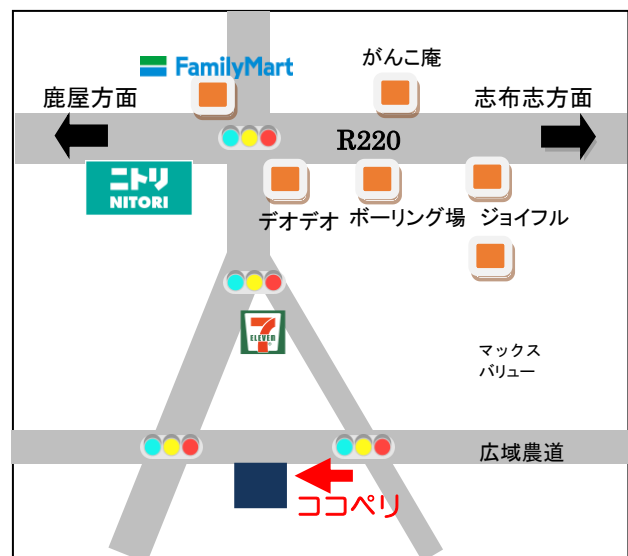 FamilyMart
がんこ庵
鹿屋方面
志布志方面
R220
ニトリ
NITORI
デオデオ
ボーリング場
ジョイフル
7
ELEVEN
マックス
バリュー
広域農道
ココペリ